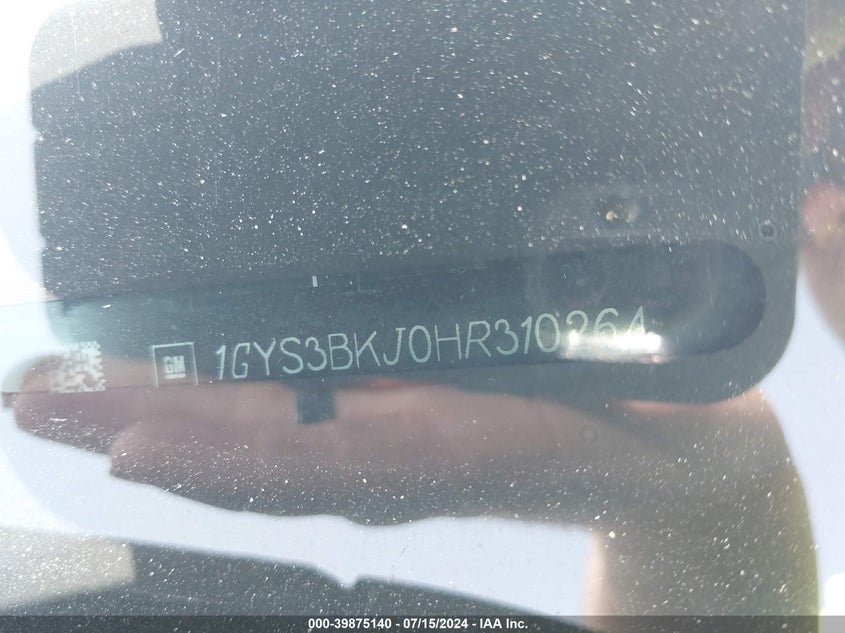 GM 1GYS3BKJ0HR310264
000-39875140 - 07/15/2024 - IAA Inc.